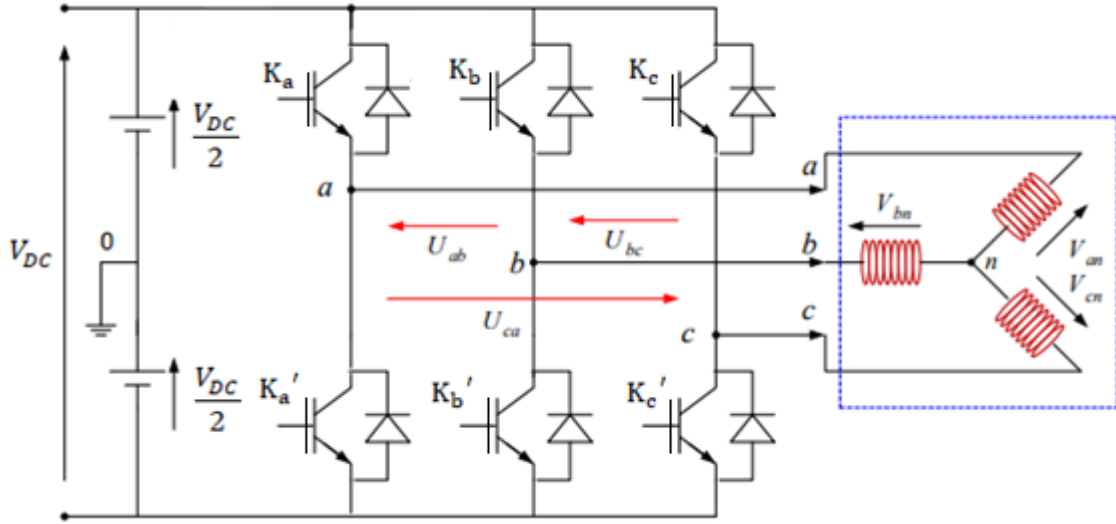 K_a
K_b
K_c
V_DC/2
a
a
V_bn
0
U_ab
U_bc
V_DC
b
b
n
V_an
V_cn
U_ca
c
c
V_DC/2
K_a'
K_b'
K_c'